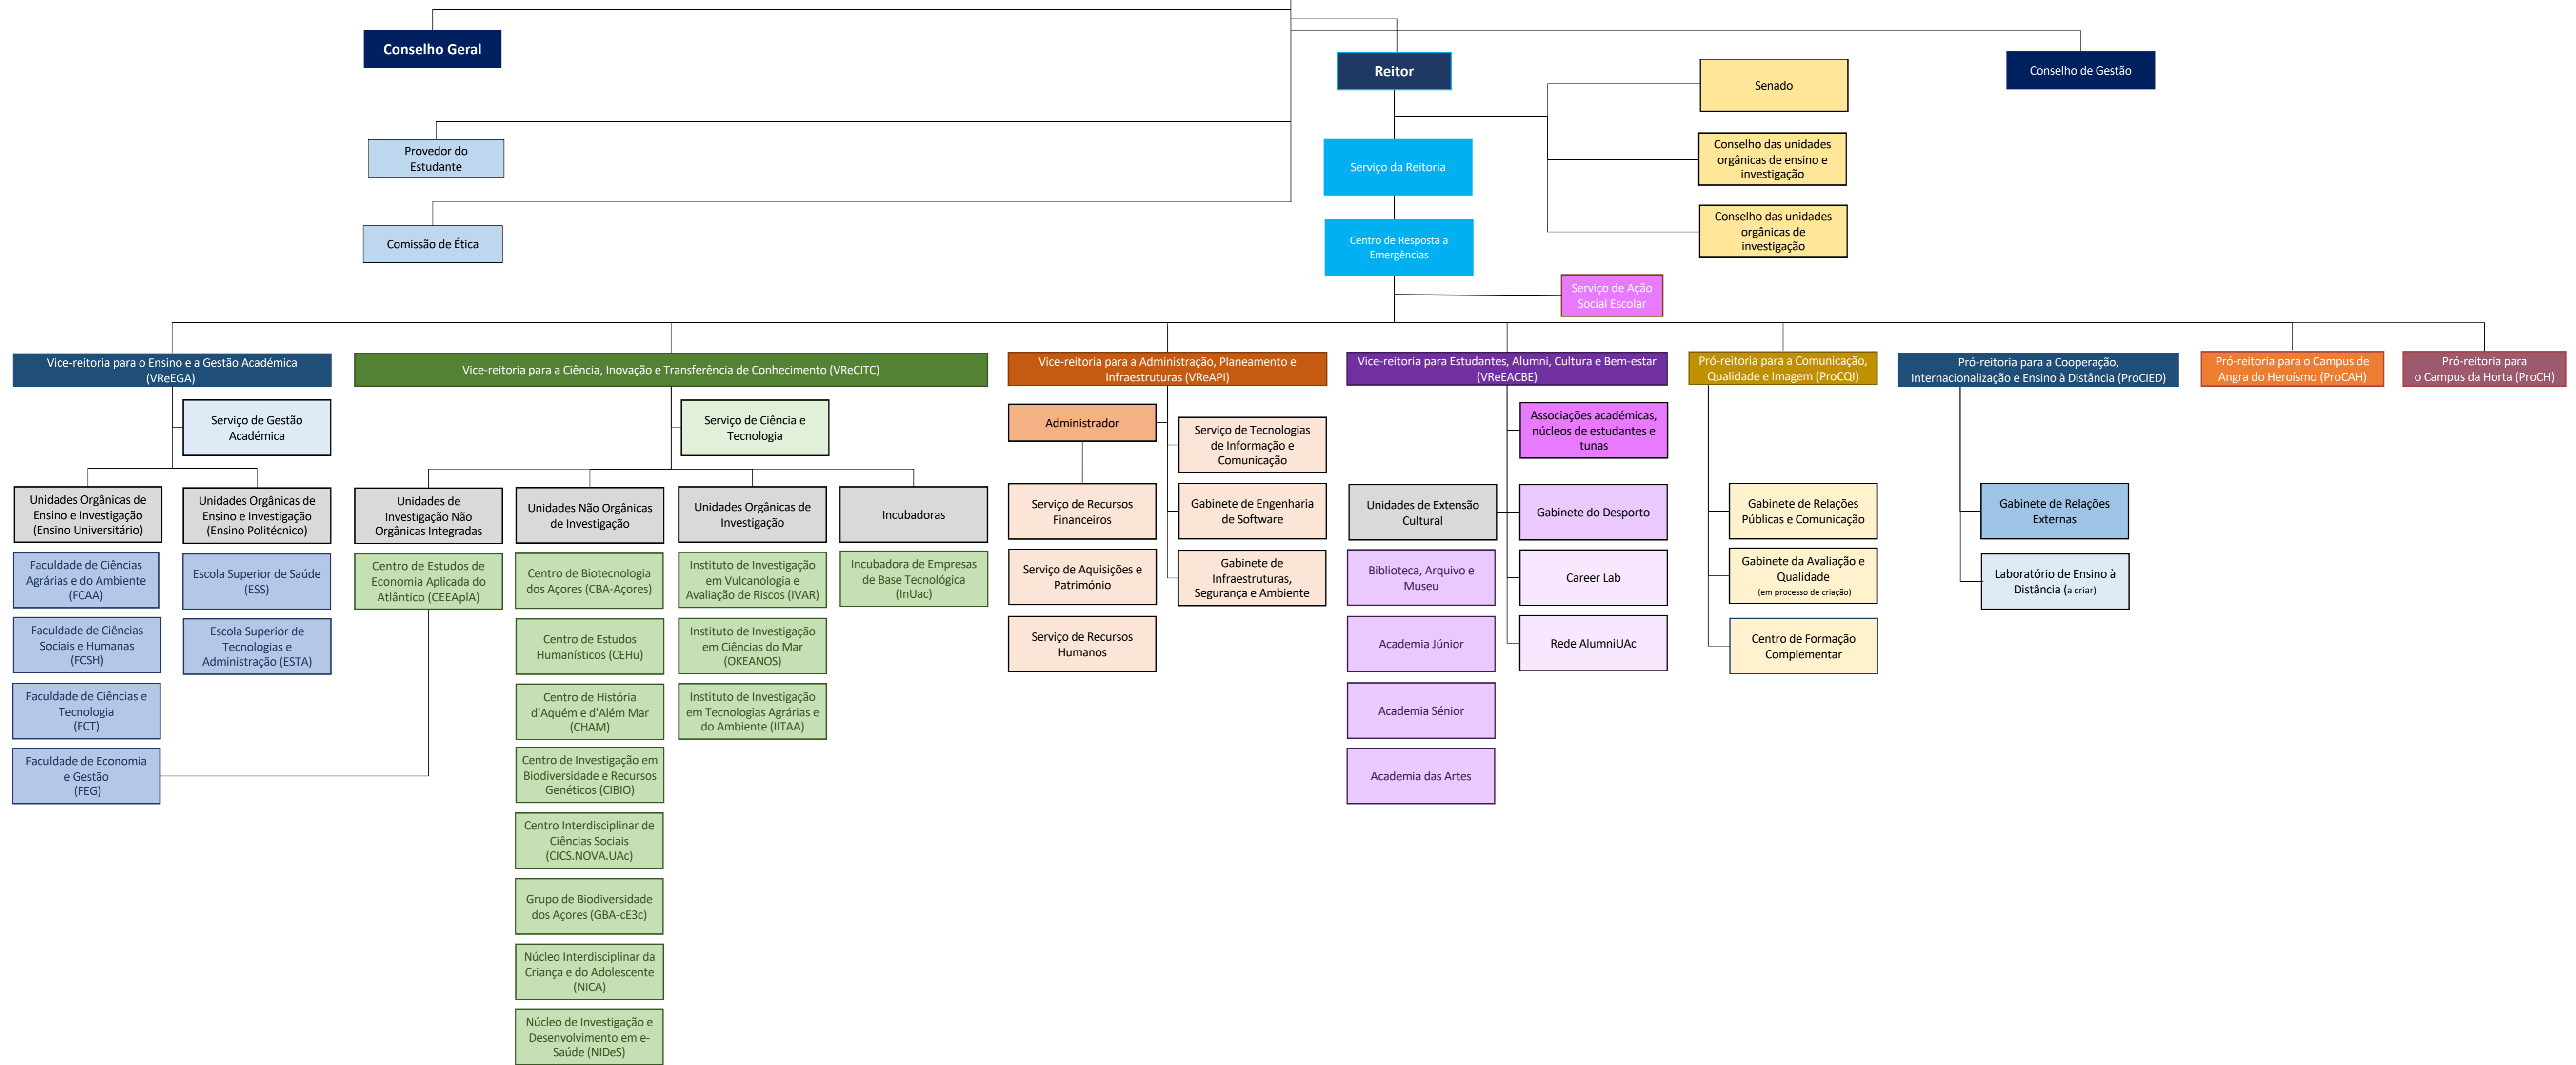 Conselho Geral
Reitor
Conselho de Gestão
Senado
Provedor do
Estudante
Serviço da Reitoria
Conselho das unidades
orgânicas de ensino e
investigação
Comissão de Ética
Centro de Resposta a
Emergências
Conselho das unidades
orgânicas de
investigação
Serviço de Ação
Social Escolar
Vice-reitoria para o Ensino e a Gestão Académica
(VReEGA)
Vice-reitoria para a Ciência, Inovação e Transferência de Conhecimento (VReCITC)
Vice-reitoria para a Administração, Planeamento e
Infraestruturas (VReAPI)
Vice-reitoria para Estudantes, Alumni, Cultura e Bem-estar
(VReEACBE)
Pró-reitoria para a Comunicação,
Qualidade e Imagem (ProCQI)
Pró-reitoria para a Cooperação,
Internacionalização e Ensino à Distância (ProCIED)
Pró-reitoria para o Campus de
Angra do Heroísmo (ProCAH)
Pró-reitoria para
o Campus da Horta (ProCH)
Serviço de Gestão
Académica
Unidades Orgânicas de
Ensino e Investigação
(Ensino Universitário)
Faculdade de Ciências
Agrárias e do Ambiente
(FCAA)
Faculdade de Ciências
Sociais e Humanas
(FCSH)
Faculdade de Ciências e
Tecnologia
(FCT)
Faculdade de Economia
e Gestão
(FEG)
Unidades Orgânicas de
Ensino e Investigação
(Ensino Politécnico)
Escola Superior de Saúde
(ESS)
Escola Superior de
Tecnologias e
Administração (ESTA)
Serviço de Ciência e
Tecnologia
Unidades de
Investigação Não
Orgânicas Integradas
Centro de Estudos de
Economia Aplicada do
Atlântico (CEEAplA)
Unidades Não Orgânicas
de Investigação
Centro de Biotecnologia
dos Açores (CBA-Açores)
Centro de Estudos
Humanísticos (CEHu)
Centro de História
d'Aquém e d'Além Mar
(CHAM)
Centro de Investigação em
Biodiversidade e Recursos
Genéticos (CIBIO)
Centro Interdisciplinar de
Ciências Sociais
(CICS.NOVA.UAc)
Grupo de Biodiversidade
dos Açores (GBA-cE3c)
Núcleo Interdisciplinar da
Criança e do Adolescente
(NICA)
Núcleo de Investigação e
Desenvolvimento em e-
Saúde (NIDeS)
Unidades Orgânicas de
Investigação
Instituto de Investigação
em Vulcanologia e
Avaliação de Riscos (IVAR)
Instituto de Investigação
em Ciências do Mar
(OKEANOS)
Instituto de Investigação
em Tecnologias Agrárias e
do Ambiente (IITAA)
Incubadoras
Incubadora de Empresas
de Base Tecnológica
(InUac)
Administrador
Serviço de Recursos
Financeiros
Serviço de Aquisições e
Património
Serviço de Recursos
Humanos
Serviço de Tecnologias
de Informação e
Comunicação
Gabinete de Engenharia
de Software
Gabinete de
Infraestruturas,
Segurança e Ambiente
Unidades de Extensão
Cultural
Biblioteca, Arquivo e
Museu
Academia Júnior
Academia Sénior
Academia das Artes
Associações académicas,
núcleos de estudantes e
tunas
Gabinete do Desporto
Career Lab
Rede AlumniUAc
Gabinete de Relações
Públicas e Comunicação
Gabinete da Avaliação e
Qualidade
(em processo de criação)
Centro de Formação
Complementar
Gabinete de Relações
Externas
Laboratório de Ensino à
Distância (a criar)